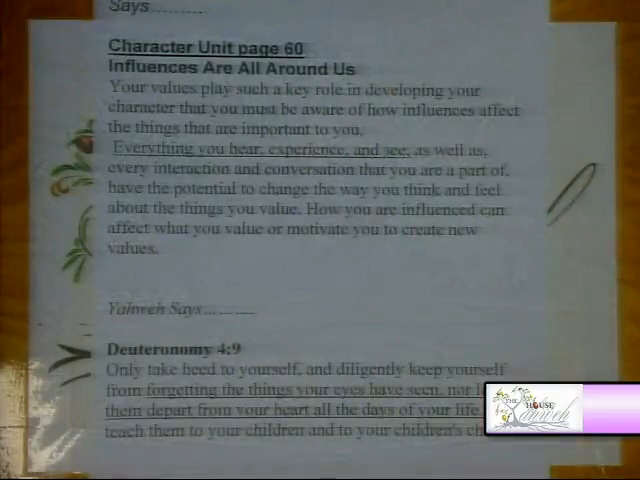 Says..........
Character Unit page 60
Influences Are All Around Us
Your values play such a key role in developing your
character that you must be aware of how influences affect
the things that are important to you.
Everything you hear, experience, and see, as well as,
every interaction and conversation that you are a part of,
have the potential to change the way you think and feel
about the things you value. How you are influenced can
affect what you value or motivate you to create new
values.
Yahweh Says...........
Deuteronomy 4:9
Only take heed to yourself, and diligently keep yourself
from forgetting the things your eyes have seen, nor
them depart from your heart all the days of your life.
teach them to your children and to your children's
THE HOUSE
Yahweh